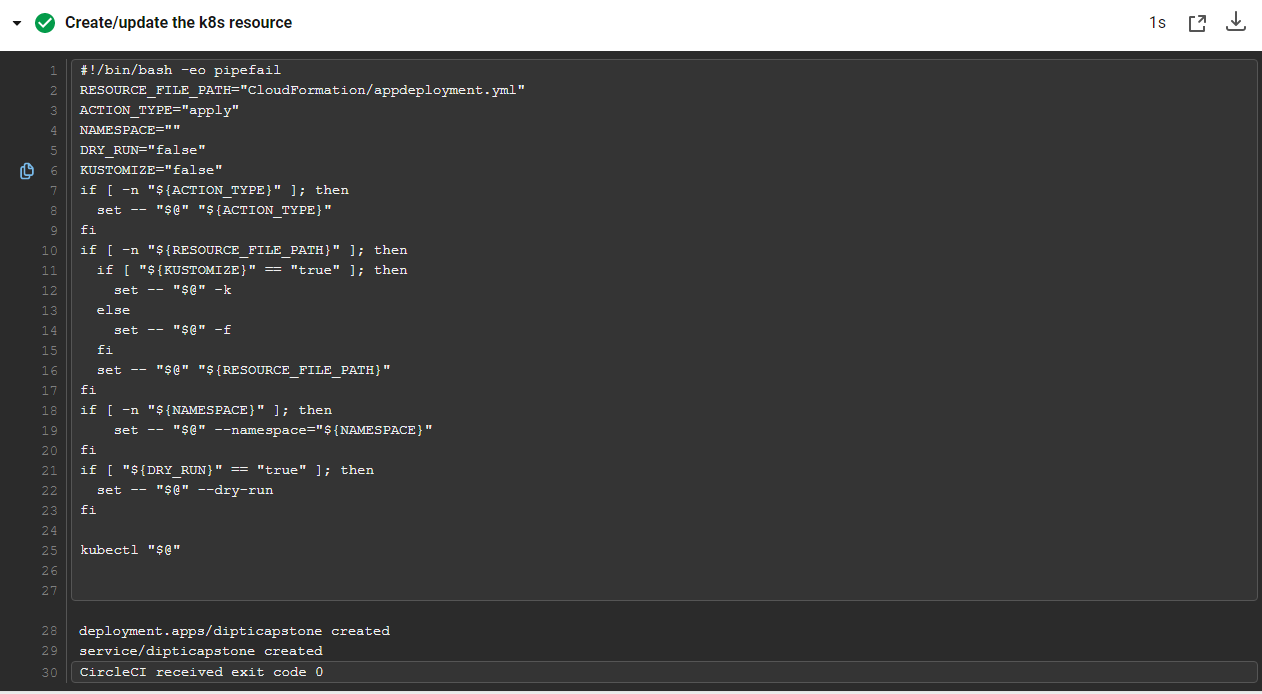 Create/update the k8s resource
1s
1 #!/bin/bash -eo pipefail
2 RESOURCE_FILE_PATH="CloudFormation/appdeployment.yml"
3 ACTION_TYPE="apply"
4 NAMESPACE=""
5 DRY_RUN="false"
6 KUSTOMIZE="false"
7 if [ -n "${ACTION_TYPE}" ]; then
8   set -- "$@" "${ACTION_TYPE}"
9 fi
10 if [ -n "${RESOURCE_FILE_PATH}" ]; then
11   if [ "${KUSTOMIZE}" == "true" ]; then
12     set -- "$@" -k
13   else
14     set -- "$@" -f
15   fi
16   set -- "$@" "${RESOURCE_FILE_PATH}"
17 fi
18 if [ -n "${NAMESPACE}" ]; then
19     set -- "$@" --namespace="${NAMESPACE}"
20 fi
21 if [ "${DRY_RUN}" == "true" ]; then
22   set -- "$@" --dry-run
23 fi
24
25 kubectl "$@"
26
27
28 deployment.apps/dipticapstone created
29 service/dipticapstone created
30 CircleCI received exit code 0